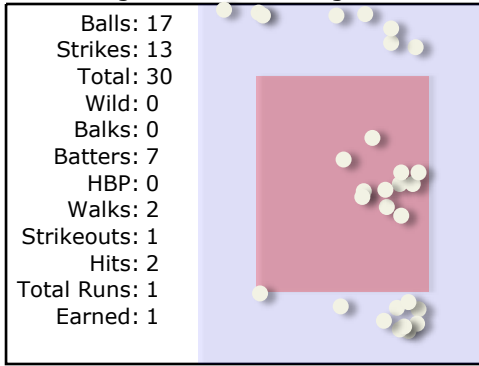 Balls: 17
Strikes: 13
Total: 30
Wild: 0
Balks: 0
Batters: 7
HBP: 0
Walks: 2
Strikeouts: 1
Hits: 2
Total Runs: 1
Earned: 1